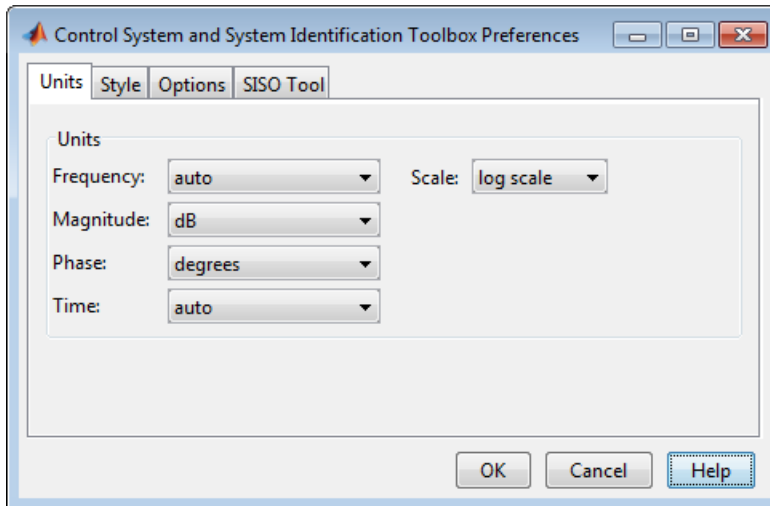 Control System and System Identification Toolbox Preferences
Units Style Options SISO Tool
Units
Frequency: auto Scale: log scale
Magnitude: dB
Phase: degrees
Time: auto
OK Cancel Help